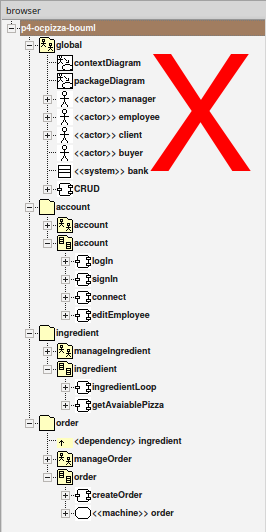 browser
p4-ocpizza-bouml
global
contextDiagram
packageDiagram
<<actor>> manager
<<actor>> employee
<<actor>> client
<<actor>> buyer
<<system>> bank
CRUD
account
account
account
logIn
signIn
connect
editEmployee
ingredient
manageIngredient
ingredient
ingredientLoop
getAvaiablePizza
order
<dependency> ingredient
manageOrder
order
createOrder
<<machine>> order